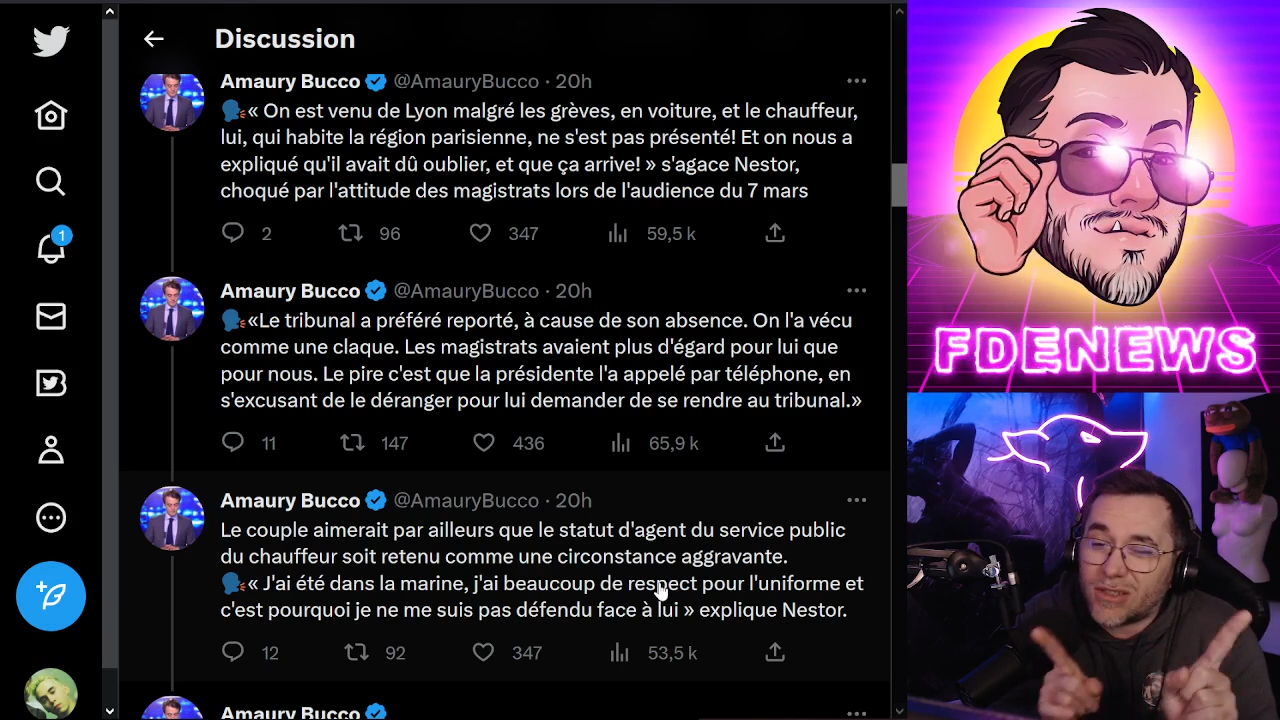 Discussion
Amaury Bucco @AmauryBucco · 20h
« On est venu de Lyon malgré les grèves, en voiture, et le chauffeur,
lui, qui habite la région parisienne, ne s'est pas présenté! Et on nous a
expliqué qu'il avait dû oublier, et que ça arrive! » s'agace Nestor,
choqué par l'attitude des magistrats lors de l'audience du 7 mars
2 96 347 59,5 k
Amaury Bucco @AmauryBucco · 20h
«Le tribunal a préféré reporté, à cause de son absence. On l'a vécu
comme une claque. Les magistrats avaient plus d'égard pour lui que
pour nous. Le pire c'est que la présidente l'a appelé par téléphone, en
s'excusant de le déranger pour lui demander de se rendre au tribunal.»
11 147 436 65,9 k
Amaury Bucco @AmauryBucco · 20h
Le couple aimerait par ailleurs que le statut d'agent du service public
du chauffeur soit retenu comme une circonstance aggravante.
« J'ai été dans la marine, j'ai beaucoup de respect pour l'uniforme et
c'est pourquoi je ne me suis pas défendu face à lui » explique Nestor.
12 92 347 53,5 k
Amaury Bucco @AmauryBucco · 20h
1
FDENEWS